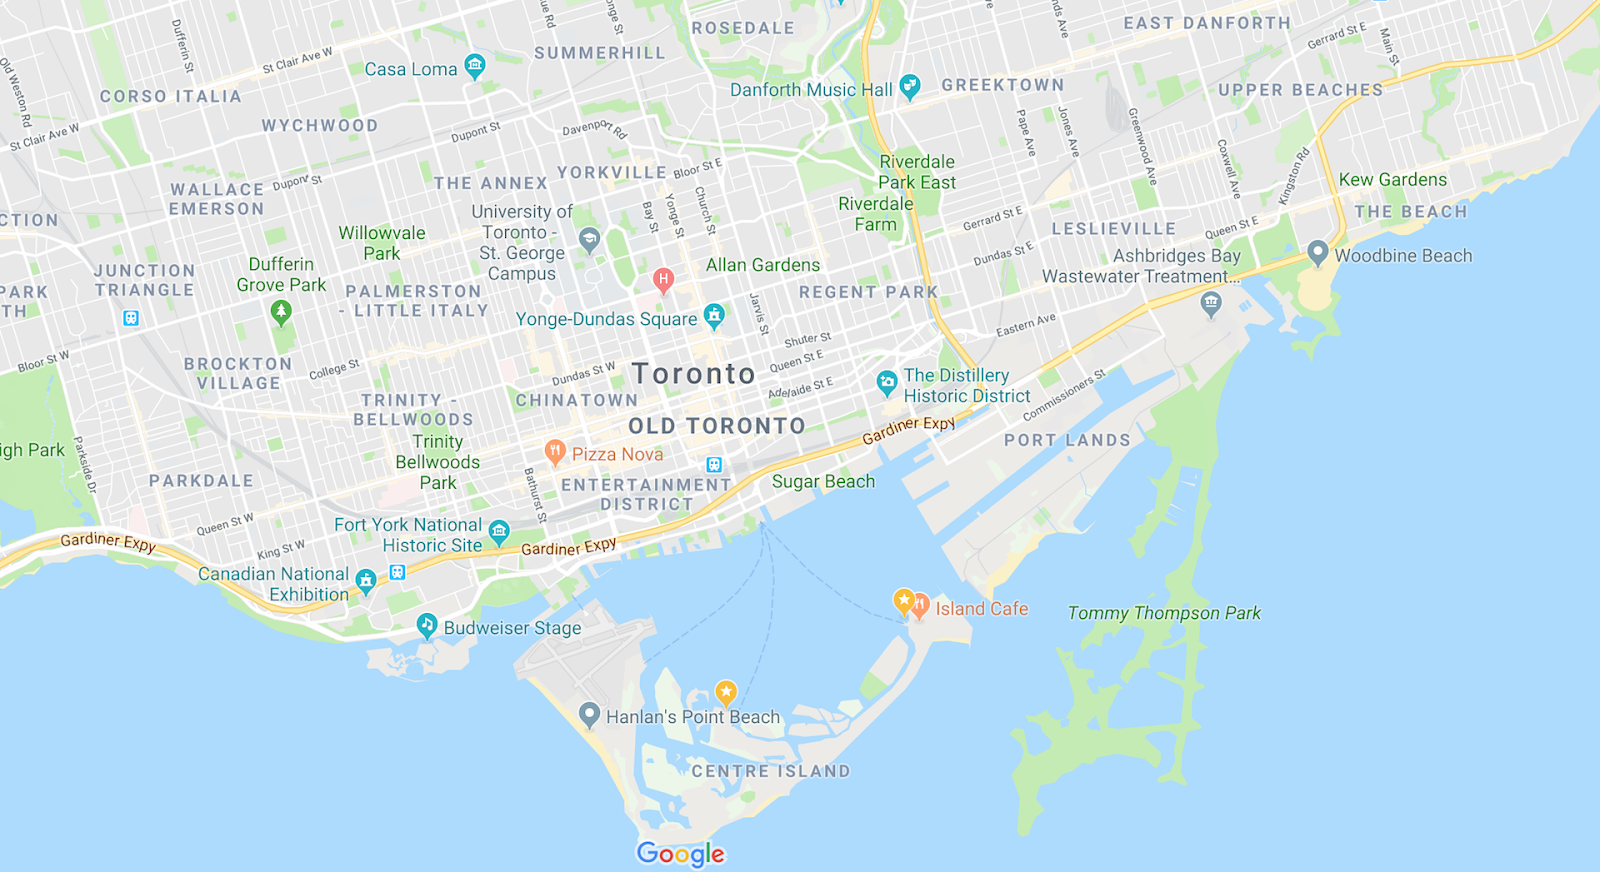 ROSEDALE
EAST DANFORTH
Gerrard St E
Main St
Dufferin St
St Clair Ave W
SUMMERHILL
Casa Loma
Danforth Music Hall
GREEKTOWN
UPPER BEACHES
Old Weston Rd
CORSO ITALIA
WYCHWOOD
St Clair Ave W
Dupont St
Davenport Rd
Pape Ave
Jones Ave
Greenwood Ave
Coxwell Ave
Kingston Rd
Riverdale
Park East
Kew Gardens
THE BEACH
WALLACE
EMERSON
Dupont St
THE ANNEX
YORKVILLE
Bloor St E
Church St
Yonge St
Bay St
Riverdale
Farm
Gerrard St E
LESLIEVILLE
Queen St E
CTION
Willowvale
Park
University of
Toronto -
St. George
Campus
Dundas St E
Ashbridges Bay
Wastewater Treatment...
Woodbine Beach
JUNCTION
TRIANGLE
Dufferin
Grove Park
H
Allan Gardens
PARK
TH
PALMERSTON
- LITTLE ITALY
REGENT PARK
Yonge-Dundas Square
Jarvis St
Eastern Ave
Shuter St
Bloor St W
BROCKTON
VILLAGE
College St
Dundas St W
Toronto
Queen St E
Adelaide St E
The Distillery
Historic District
Commissioners St
TRINITY -
BELLWOODS
CHINATOWN
OLD TORONTO
Gardiner Expy
PORT LANDS
igh Park
Parkside Dr
Trinity
Bellwoods
Park
Pizza Nova
PARKDALE
Bathurst St
ENTERTAINMENT
DISTRICT
Sugar Beach
Queen St W
Fort York National
Historic Site
King St W
Gardiner Expy
Gardiner Expy
Canadian National
Exhibition
Island Cafe
Tommy Thompson Park
Budweiser Stage
Hanlan's Point Beach
CENTRE ISLAND
Google